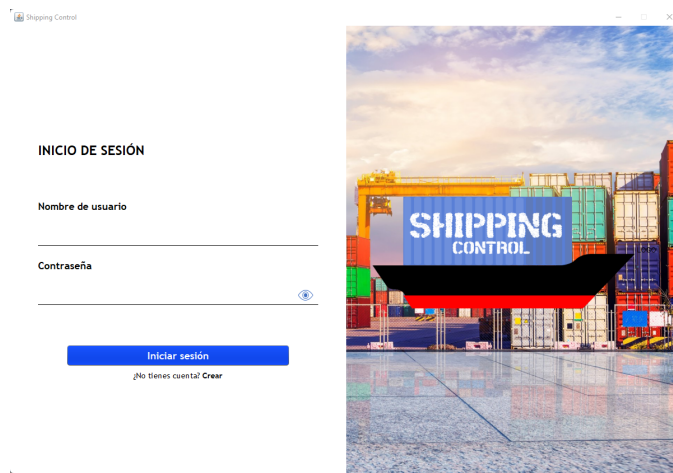 Shipping Control
INICIO DE SESIÓN
Nombre de usuario
Contraseña
Iniciar sesión
¿No tienes cuenta? Crear
SHIPPING
CONTROL